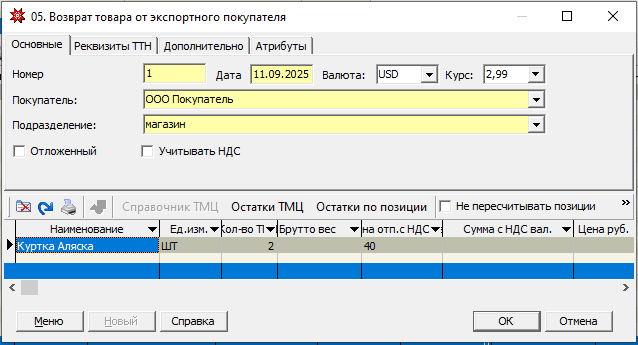 05. Возврат товара от экспортного покупателя
Основные Реквизиты ТТН Дополнительно Атрибуты
Номер 1 Дата 11.09.2025 Валюта: USD Курс: 2,99
Покупатель: ООО Покупатель
Подразделение: магазин
Отложенный Учитывать НДС
Справочник ТМЦ Остатки ТМЦ Остатки по позиции Не пересчитывать позиции »
Наименование Ед.изм. Кол-во ТМ Брутто вес на отп.с НДС Сумма с НДС вал. Цена руб.
Куртка Аляска ШТ 2 40
Меню Новый Справка ОК Отмена